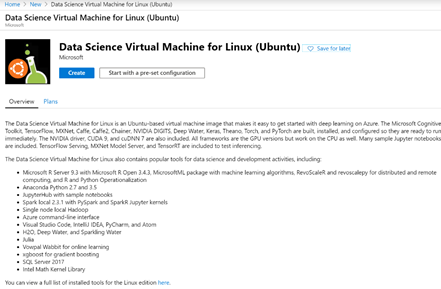 Home > New > Data Science Virtual Machine for Linux (Ubuntu)
Data Science Virtual Machine for Linux (Ubuntu)
Microsoft
Data Science Virtual Machine for Linux (Ubuntu)
Save for later
Microsoft
Create
Start with a pre-set configuration
Overview
Plans
The Data Science Virtual Machine for Linux is an Ubuntu-based virtual machine image that makes it easy to get started with deep learning on Azure. The Microsoft Cognitive
Toolkit, TensorFlow, MXNet, Caffe, Caffe2, Chainer, NVIDIA DIGITS, Deep Water, Keras, Theano, Torch, and PyTorch are built, installed, and configured so they are ready to run
immediately. The NVIDIA driver, CUDA 9, and cuDNN 7 are also included. All frameworks are the GPU versions but work on the CPU as well. Many sample Jupyter notebooks
are included. TensorFlow Serving, MXNet Model Server, and TensorRT are included to test inferencing.
The Data Science Virtual Machine for Linux also contains popular tools for data science and development activities, including:
• Microsoft R Server 9.3 with Microsoft R Open 3.4.3, MicrosoftML package with machine learning algorithms, RevoScaleR and revoscalepy for distributed and remote
computing, and R and Python Operationalization
• Anaconda Python 2.7 and 3.5
• JupyterHub with sample notebooks
• Spark local 2.3.1 with PySpark and SparkR Jupyter kernels
• Single node local Hadoop
• Azure command-line interface
• Visual Studio Code, IntelliJ IDEA, PyCharm, and Atom
• H2O, Deep Water, and Sparkling Water
• Julia
• Vowpal Wabbit for online learning
• xgboost for gradient boosting
• SQL Server 2017
• Intel Math Kernel Library
You can view a full list of installed tools for the Linux edition here.